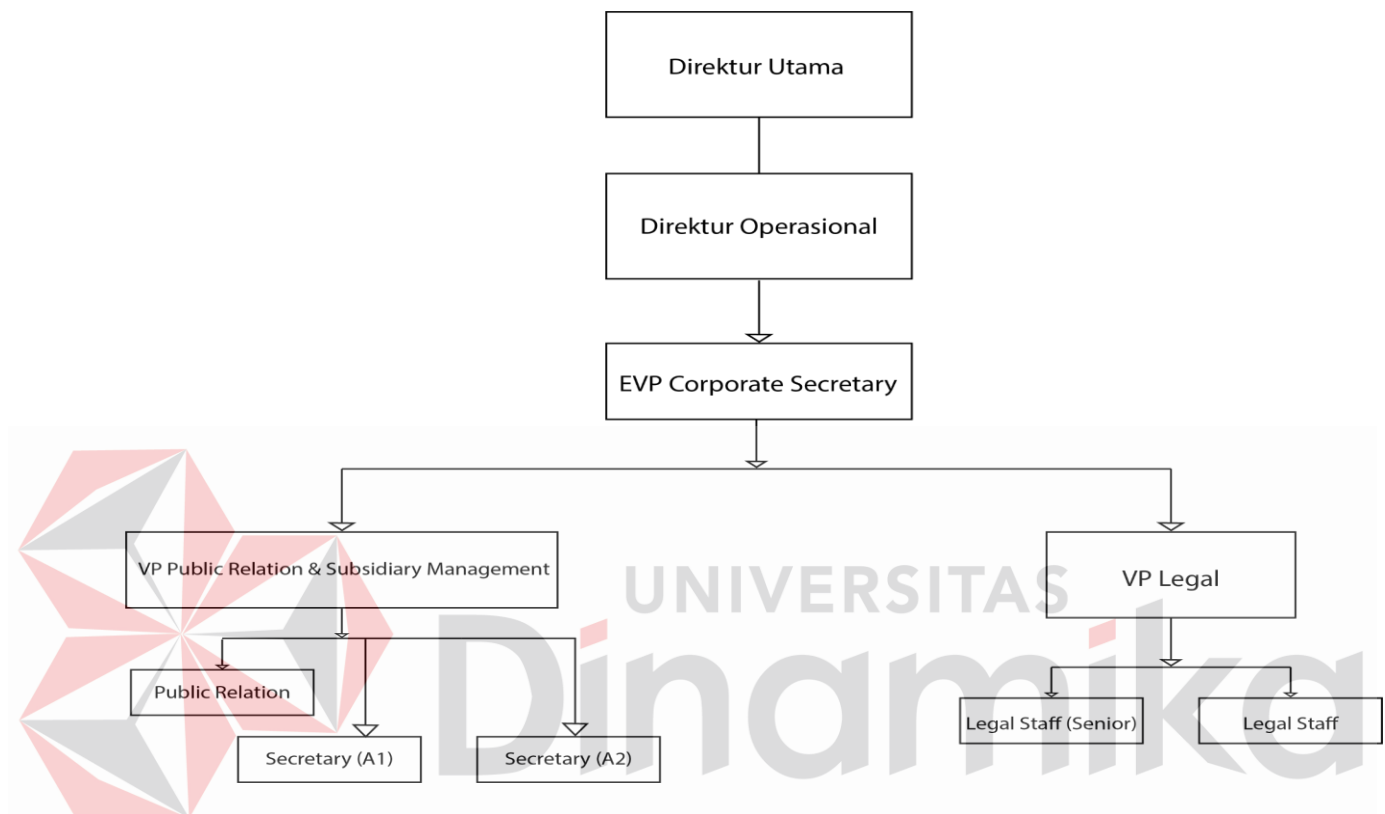 Direktur Utama
Direktur Operasional
EVP Corporate Secretary
VP Public Relation & Subsidiary Management
VP Legal
UNIVERSITAS
Dinamika
Public Relation
Secretary (A1)
Secretary (A2)
Legal Staff (Senior)
Legal Staff